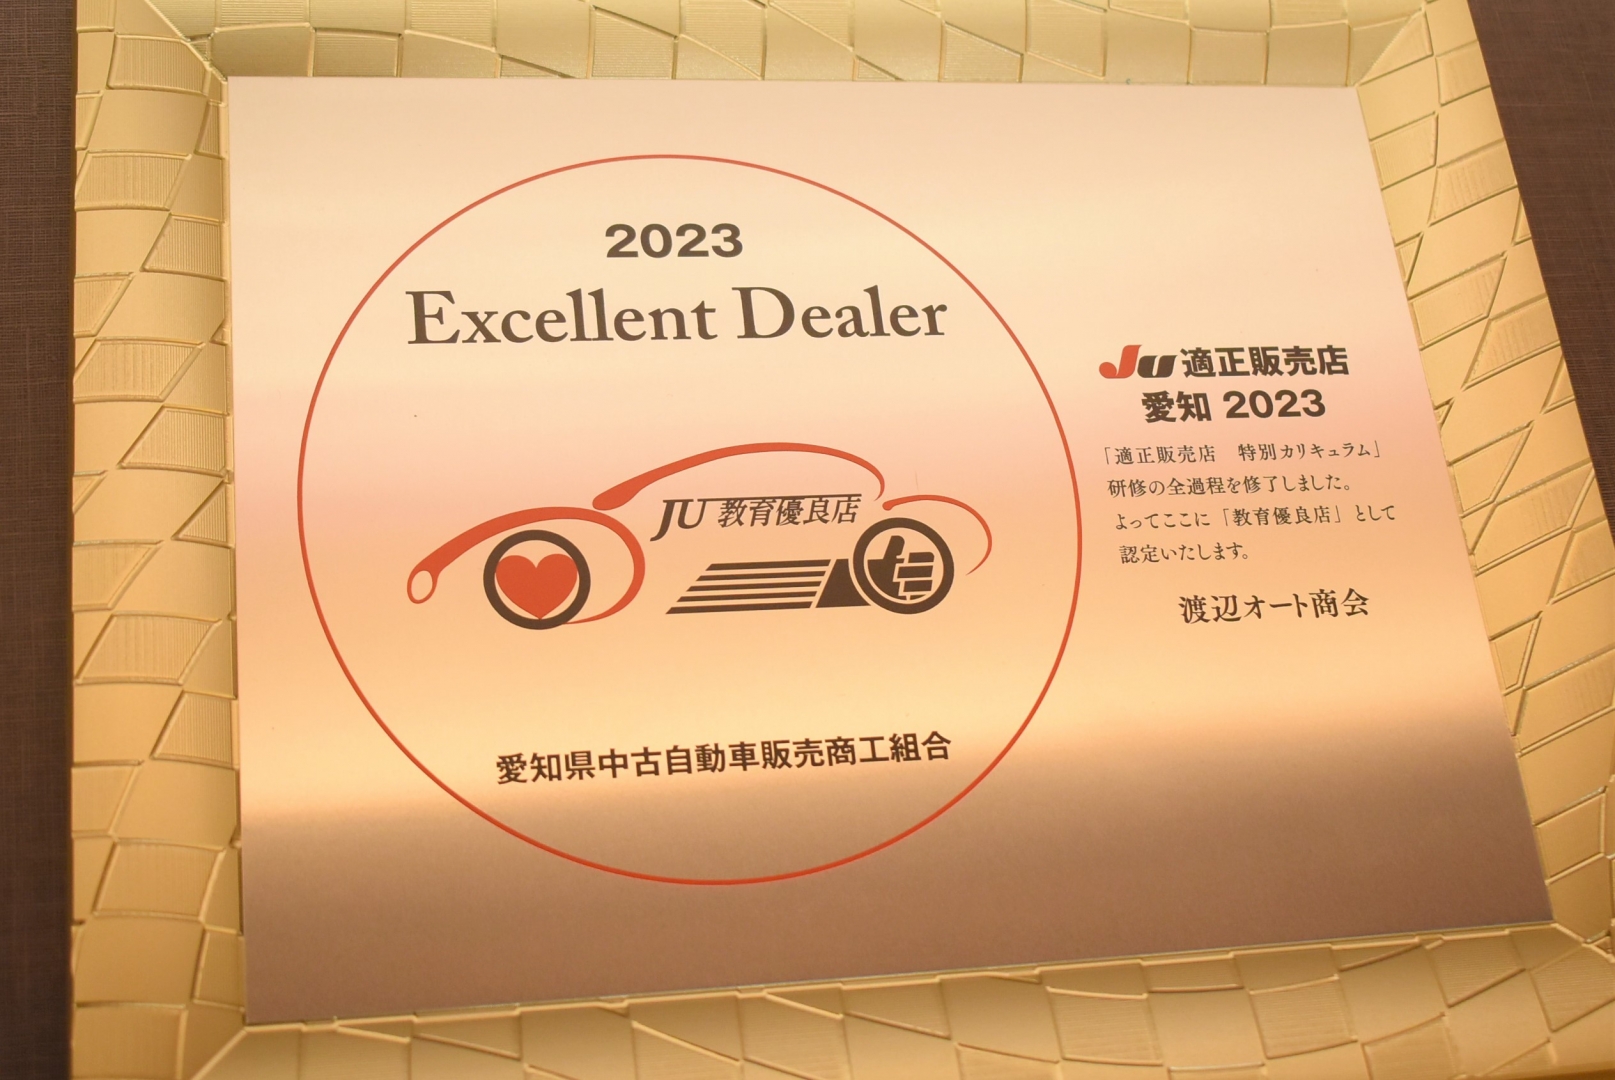 2023
Excellent Dealer
JU 教育優良店
愛知県中古自動車販売商工組合
JU 適正販売店
愛知 2023
「適正販売店　特別カリキュラム」
研修の全過程を修了しました。
よってここに「教育優良店」として
認定いたします。
渡辺オート商会